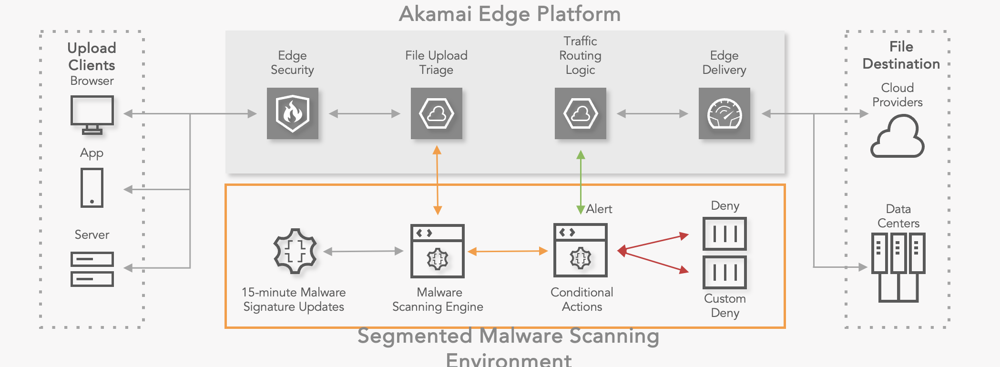 Akamai Edge Platform
Upload
Clients
Browser
App
Server
Edge
Security
File Upload
Triage
Traffic
Routing
Logic
Edge
Delivery
File
Destination
Cloud
Providers
Data
Centers
Alert
Deny
Custom
Deny
15-minute Malware
Signature Updates
Malware
Scanning Engine
Conditional
Actions
Segmented Malware Scanning
Environment